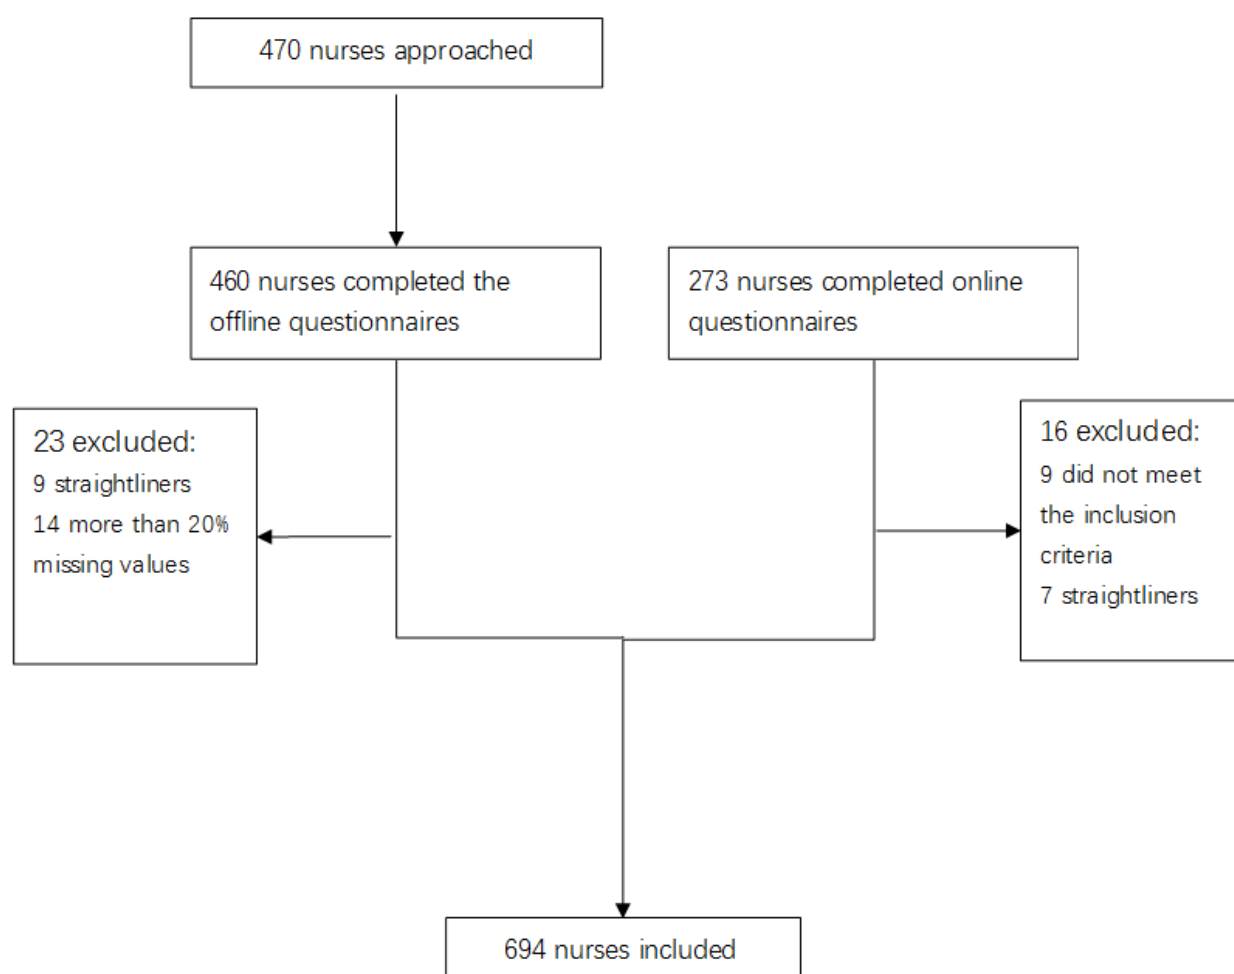 470 nurses approached
460 nurses completed the
offline questionnaires
273 nurses completed online
questionnaires
23 excluded:
9 straightliners
14 more than 20%
missing values
16 excluded:
9 did not meet
the inclusion
criteria
7 straightliners
694 nurses included